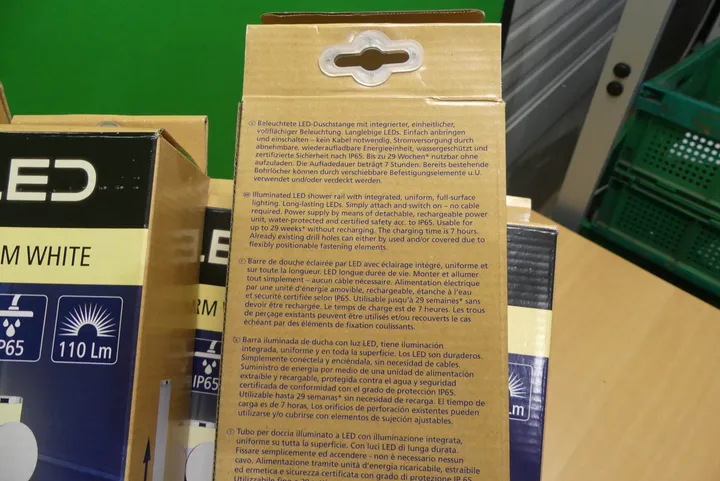 Beleuchtete LED-Duschstange mit integrierter, einheitlicher,
vollflächiger Beleuchtung. Langlebige LEDs. Einfach anbringen
und einschalten – kein Kabel notwendig. Stromversorgung durch
abnehmbare, wiederaufladbare Energieeinheit, wassergeschützt und
zertifizierte Sicherheit nach IP65. Bis zu 29 Wochen* nutzbar ohne
aufzuladen. Die Aufladedauer beträgt 7 Stunden. Bereits bestehende
Bohrlöcher können durch verschiebbare Befestigungselemente u.U.
verwendet und/oder verdeckt werden.
Illuminated LED shower rail with integrated, uniform, full-surface
lighting. Long-lasting LEDs. Simply attach and switch on – no cable
required. Power supply by means of detachable, rechargeable power
unit, water-protected and certified safety acc. to IP65. Usable for
up to 29 weeks* without recharging. The charging time is 7 hours.
Already existing drill holes can either by used and/or covered due to
flexibly positionable fastening elements.
Barre de douche éclairée par LED avec éclairage intégré, uniforme et
sur toute la longueur. LED longue durée de vie. Monter et allumer
tout simplement – aucun cable nécessaire. Alimentation électrique
par une unité d'énergie amovible, rechargeable, étanche à l'eau
et sécurité certifiée selon IP65. Utilisable jusqu'à 29 semaines* sans
devoir être rechargée. Le temps de charge est de 7 heures. Les trous
de perçage existants peuvent être utilisés et/ou recouverts le cas
échéant par des éléments de fixation coulissants.
Barra iluminada de ducha con luz LED, tiene iluminación
integrada, uniforme y en toda la superficie. Los LED son duraderos.
Simplemente conéctela y enciéndala, sin necesidad de cables.
Suministro de energía por medio de una unidad de alimentación
extraible y recargable, protegida contra el agua y seguridad
certificada de conformidad con el grado de protección IP65.
Utilizable hasta 29 semanas* sin necesidad de recarga. El tiempo de
carga es de 7 horas, Los orificios de perforación existentes pueden
utilizarse y/o cubrirse con elementos de sujeción ajustables.
Tubo per doccia illuminato a LED con illuminazione integrata,
uniforme su tutta la superficie. Con luci LED di lunga durata.
Fissare semplicemente ed accendere - non è necessario nessun
cavo. Alimentazione tramite unità d'energia ricaricabile, estraibile
ed ermetica e sicurezza certificata con grado di protezione IP 65.
LED
M WHITE
P65
110 Lm
LE
RM W
IP65
Lm